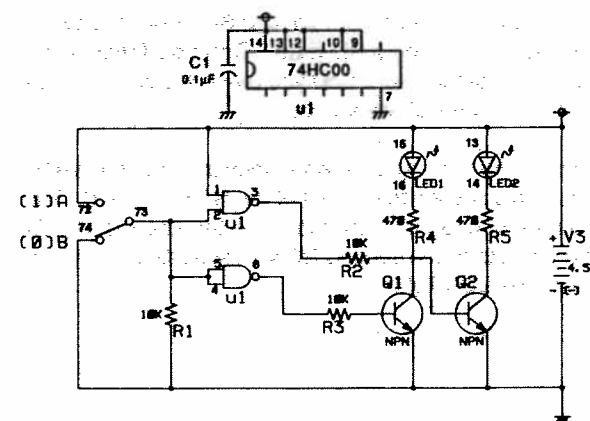 14 13 12 10 9
C1
0.1µF
74HC00
7
u1
15
13
16 LED1
14 LED2
(1)A
72
73
74
(0)B
1
2
3
u1
470
R4
470
R5
+ V3
4.5
-
10K
R2
5
4
6
u1
10K
R1
10K
R3
Q1
NPN
Q2
NPN